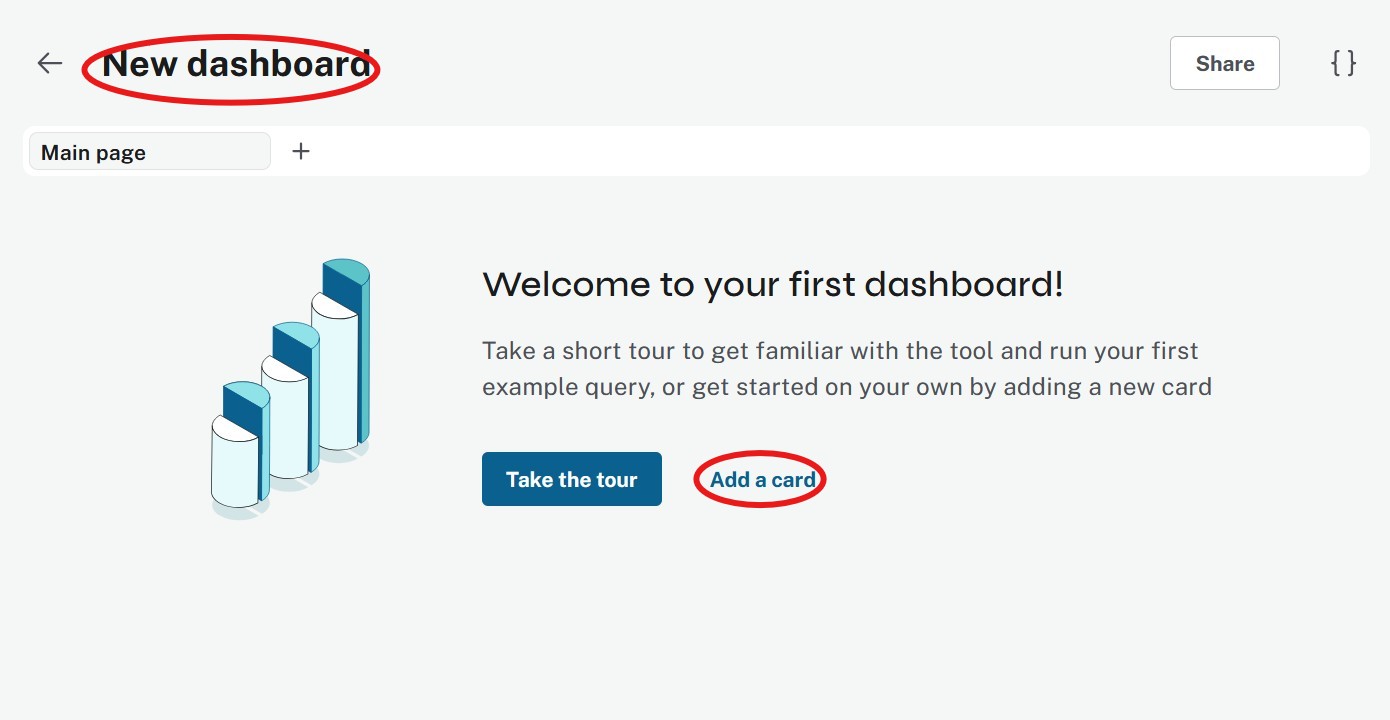 New dashboard
Share
{ }
Main page
+
Welcome to your first dashboard!
Take a short tour to get familiar with the tool and run your first
example query, or get started on your own by adding a new card
Take the tour
Add a card